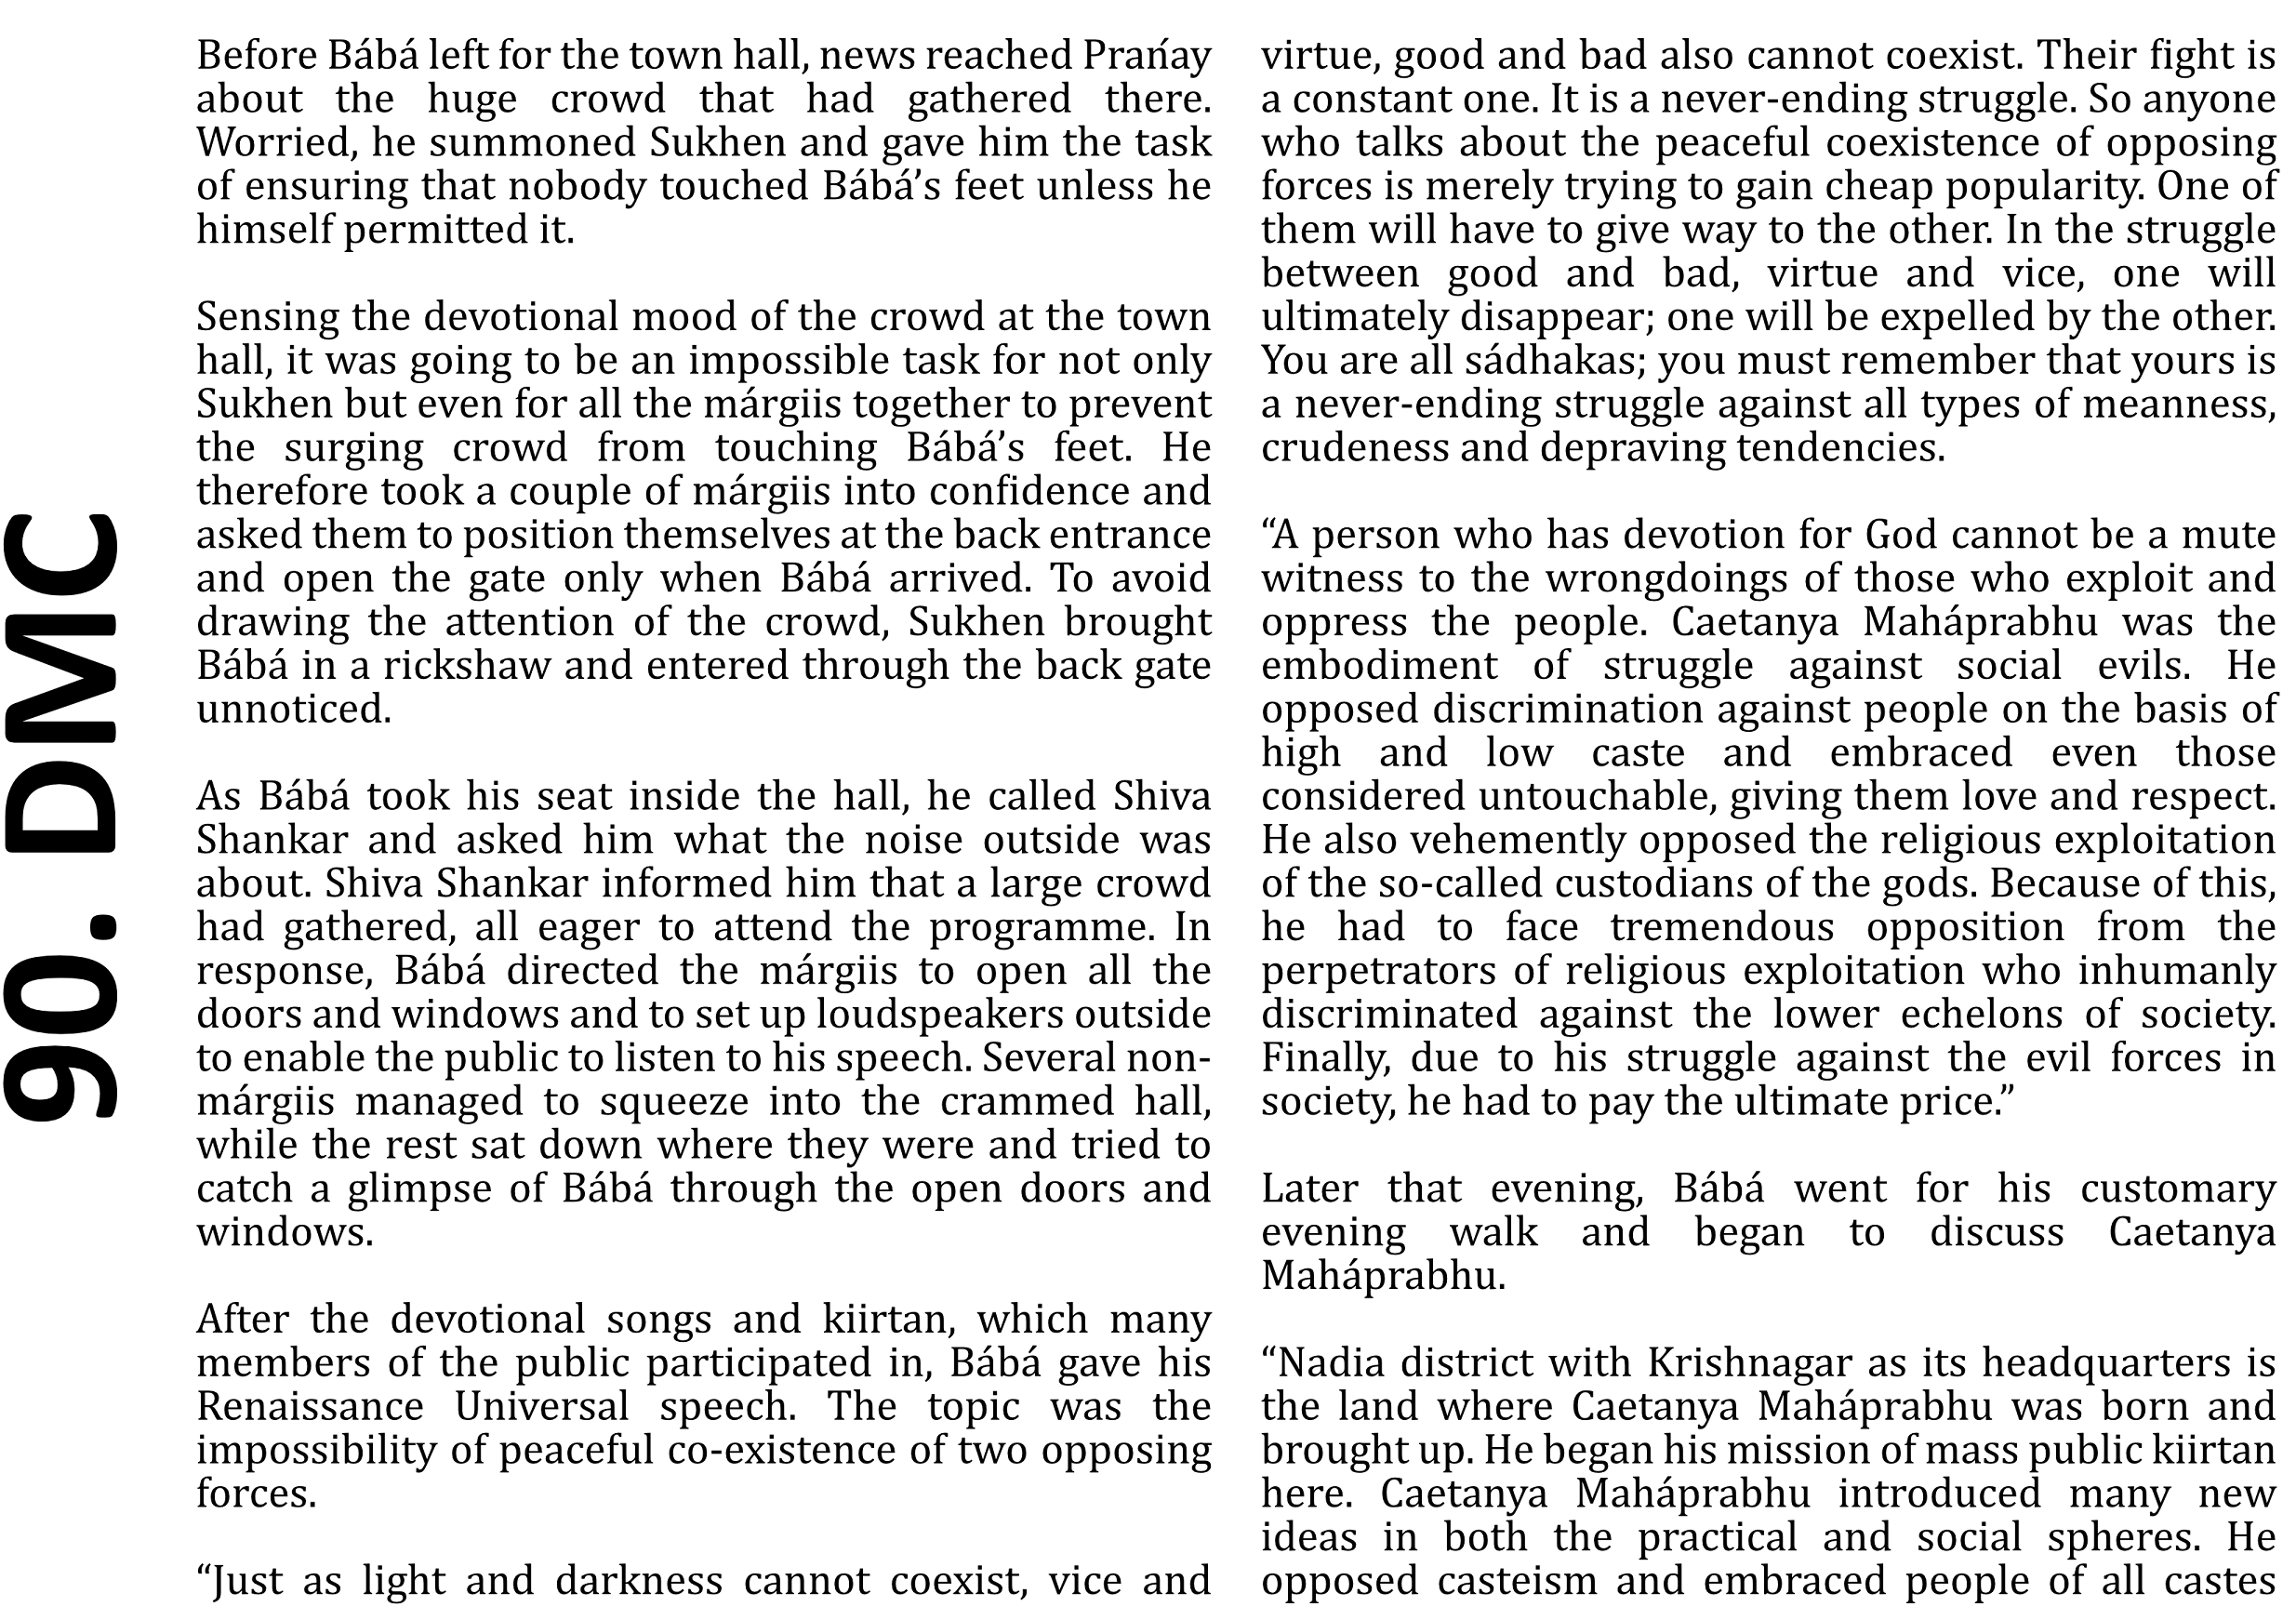 90. DMC
Before Bábá left for the town hall, news reached Prańay
about the huge crowd that had gathered there.
Worried, he summoned Sukhen and gave him the task
of ensuring that nobody touched Bábá’s feet unless he
himself permitted it.
Sensing the devotional mood of the crowd at the town
hall, it was going to be an impossible task for not only
Sukhen but even for all the márgiis together to prevent
the surging crowd from touching Bábá’s feet. He
therefore took a couple of márgiis into confidence and
asked them to position themselves at the back entrance
and open the gate only when Bábá arrived. To avoid
drawing the attention of the crowd, Sukhen brought
Bábá in a rickshaw and entered through the back gate
unnoticed.
As Bábá took his seat inside the hall, he called Shiva
Shankar and asked him what the noise outside was
about. Shiva Shankar informed him that a large crowd
had gathered, all eager to attend the programme. In
response, Bábá directed the márgiis to open all the
doors and windows and to set up loudspeakers outside
to enable the public to listen to his speech. Several non-
márgiis managed to squeeze into the crammed hall,
while the rest sat down where they were and tried to
catch a glimpse of Bábá through the open doors and
windows.
After the devotional songs and kiirtan, which many
members of the public participated in, Bábá gave his
Renaissance Universal speech. The topic was the
impossibility of peaceful co-existence of two opposing
forces.
“Just as light and darkness cannot coexist, vice and
virtue, good and bad also cannot coexist. Their fight is
a constant one. It is a never-ending struggle. So anyone
who talks about the peaceful coexistence of opposing
forces is merely trying to gain cheap popularity. One of
them will have to give way to the other. In the struggle
between good and bad, virtue and vice, one will
ultimately disappear; one will be expelled by the other.
You are all sádhakas; you must remember that yours is
a never-ending struggle against all types of meanness,
crudeness and depraving tendencies.
“A person who has devotion for God cannot be a mute
witness to the wrongdoings of those who exploit and
oppress the people. Caetanya Maháprabhu was the
embodiment of struggle against social evils. He
opposed discrimination against people on the basis of
high and low caste and embraced even those
considered untouchable, giving them love and respect.
He also vehemently opposed the religious exploitation
of the so-called custodians of the gods. Because of this,
he had to face tremendous opposition from the
perpetrators of religious exploitation who inhumanly
discriminated against the lower echelons of society.
Finally, due to his struggle against the evil forces in
society, he had to pay the ultimate price.”
Later that evening, Bábá went for his customary
evening walk and began to discuss Caetanya
Maháprabhu.
“Nadia district with Krishnagar as its headquarters is
the land where Caetanya Maháprabhu was born and
brought up. He began his mission of mass public kiirtan
here. Caetanya Maháprabhu introduced many new
ideas in both the practical and social spheres. He
opposed casteism and embraced people of all castes